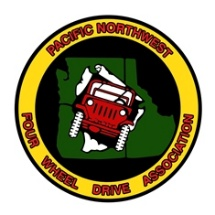 PACIFIC NORTHWEST
FOUR WHEEL DRIVE ASSOCIATION